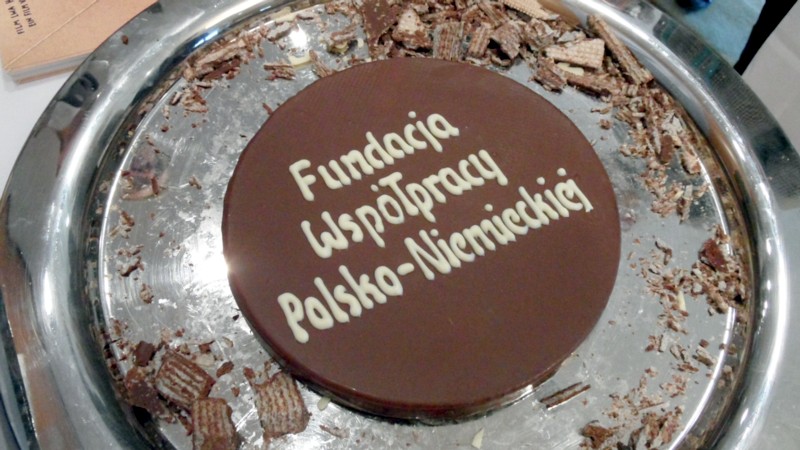 Fundacja
Współpracy
Polsko-Niemieckiej